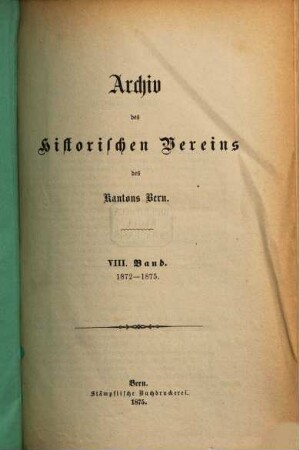 Archiv
des
Historischen Vereins
des
Kantons Bern.
VIII. Band.
1872—1875.
Bern.
Stämpflische Buchdruckerei.
1875.